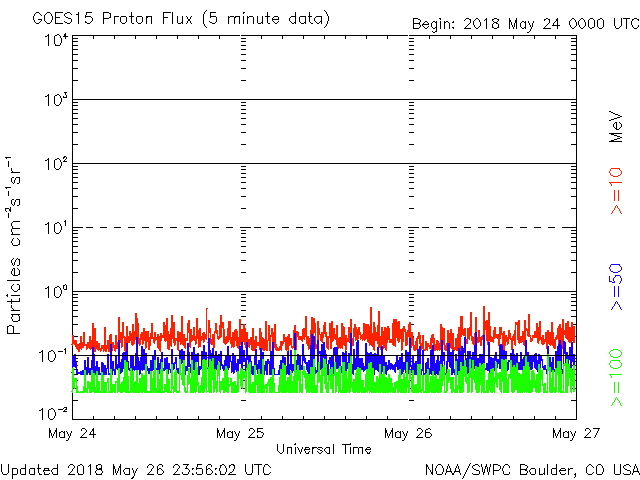 GOES15 Proton Flux (5 minute data)
Begin: 2018 May 24 0000 UTC
10⁴
10³
10²
10¹
10⁰
10⁻¹
10⁻²
Particles cm⁻²s⁻¹sr⁻¹
MeV
>=10
>=50
>=100
May 24
May 25
May 26
May 27
Universal Time
Updated 2018 May 26 23:56:02 UTC
NOAA/SWPC Boulder, CO USA